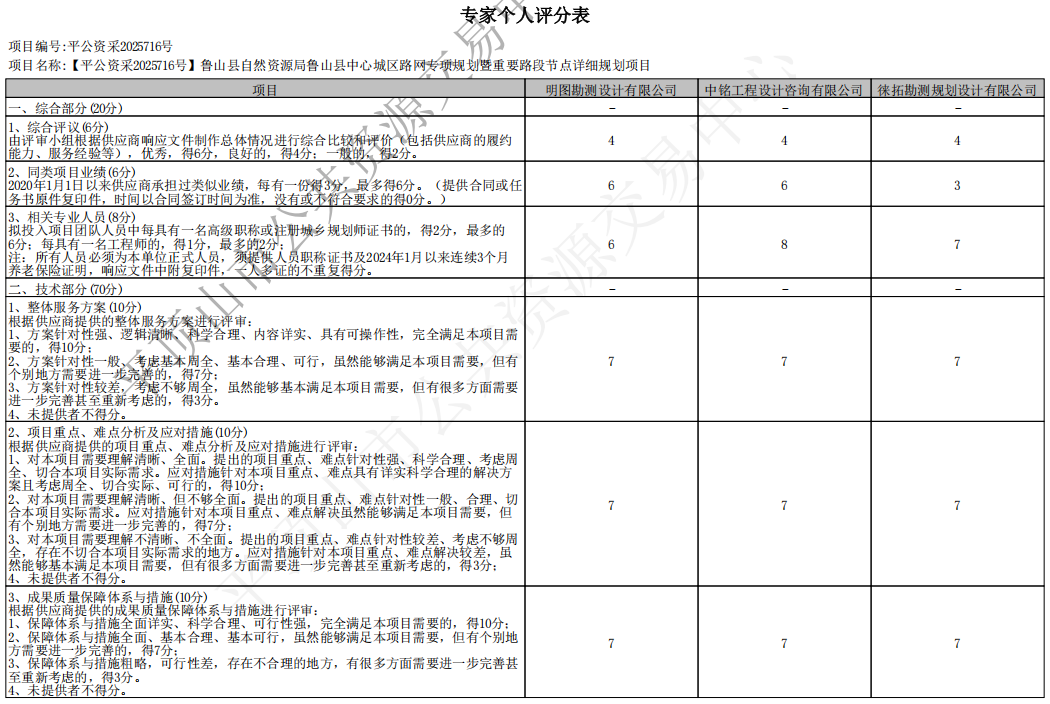 专家个人评分表
项目编号:平公资采2025716号
项目名称:【平公资采2025716号】鲁山县自然资源局鲁山县中心城区路网专项规划暨重要路段节点详细规划项目
项目 明图勘测设计有限公司 中铭工程设计咨询有限公司 徕拓勘测规划设计有限公司
一、综合部分(20分) - - -
1、综合评议(6分)
由评审小组根据供应商响应文件制作总体情况进行综合比较和评价（包括供应商的履约
能力、服务经验等），优秀，得6分，良好的，得4分；一般的，得2分。
4 4 4
2、同类项目业绩(6分)
2020年1月1日以来供应商承担过类似业绩，每有一份得3分，最多得6分。（提供合同或任
务书原件复印件，时间以合同签订时间为准，没有或不符合要求的得0分。）
6 6 3
3、相关专业人员(8分)
拟投入项目团队人员中每具有一名高级职称或注册城乡规划师证书的，得2分，最多的
6分；每具有一名工程师的，得1分，最多的2分；
注：所有人员必须为本单位正式人员，须提供人员职称证书及2024年1月以来连续3个月
养老保险证明，响应文件中附复印件，一人多证的不重复得分。
6 8 7
二、技术部分(70分) - - -
1、整体服务方案(10分)
根据供应商提供的整体服务方案进行评审：
1、方案针对性强、逻辑清晰、科学合理、内容详实、具有可操作性，完全满足本项目需
要的，得10分；
2、方案针对性一般、考虑基本周全、基本合理、可行，虽然能够满足本项目需要，但有
个别地方需要进一步完善的，得7分；
3、方案针对性较差，考虑不够周全，虽然能够基本满足本项目需要，但有很多方面需要
进一步完善甚至重新考虑的，得3分。
4、未提供者不得分。
7 7 7
2、项目重点、难点分析及应对措施(10分)
根据供应商提供的项目重点、难点分析及应对措施进行评审：
1、对本项目需要理解清晰、全面。提出的项目重点、难点针对性强、科学合理、考虑周
全、切合本项目实际需求。应对措施针对本项目重点、难点具有详实科学合理的解决方
案且考虑周全、切合实际、可行的，得10分；
2、对本项目需要理解清晰、但不够全面。提出的项目重点、难点针对性一般、合理、切
合本项目实际需求。应对措施针对本项目重点、难点解决虽然能够满足本项目需要，但
有个别地方需要进一步完善的，得7分；
3、对本项目需要理解不清晰、不全面。提出的项目重点、难点针对性较差、考虑不够周
全，存在不切合本项目实际需求的地方。应对措施针对本项目重点、难点解决较差，虽
然能够基本满足本项目需要，但有很多方面需要进一步完善甚至重新考虑的，得3分；
4、未提供者不得分。
7 7 7
3、成果质量保障体系与措施(10分)
根据供应商提供的成果质量保障体系与措施进行评审：
1、保障体系与措施全面详实、科学合理、可行性强，完全满足本项目需要的，得10分；
2、保障体系与措施全面、基本合理、基本可行，虽然能够满足本项目需要，但有个别地
方需要进一步完善的，得7分；
3、保障体系与措施粗略，可行性差，存在不合理的地方，有很多方面需要进一步完善甚
至重新考虑的，得3分。
4、未提供者不得分。
7 7 7
平顶山市公共资源交易中
平顶山市公共资源交易中心